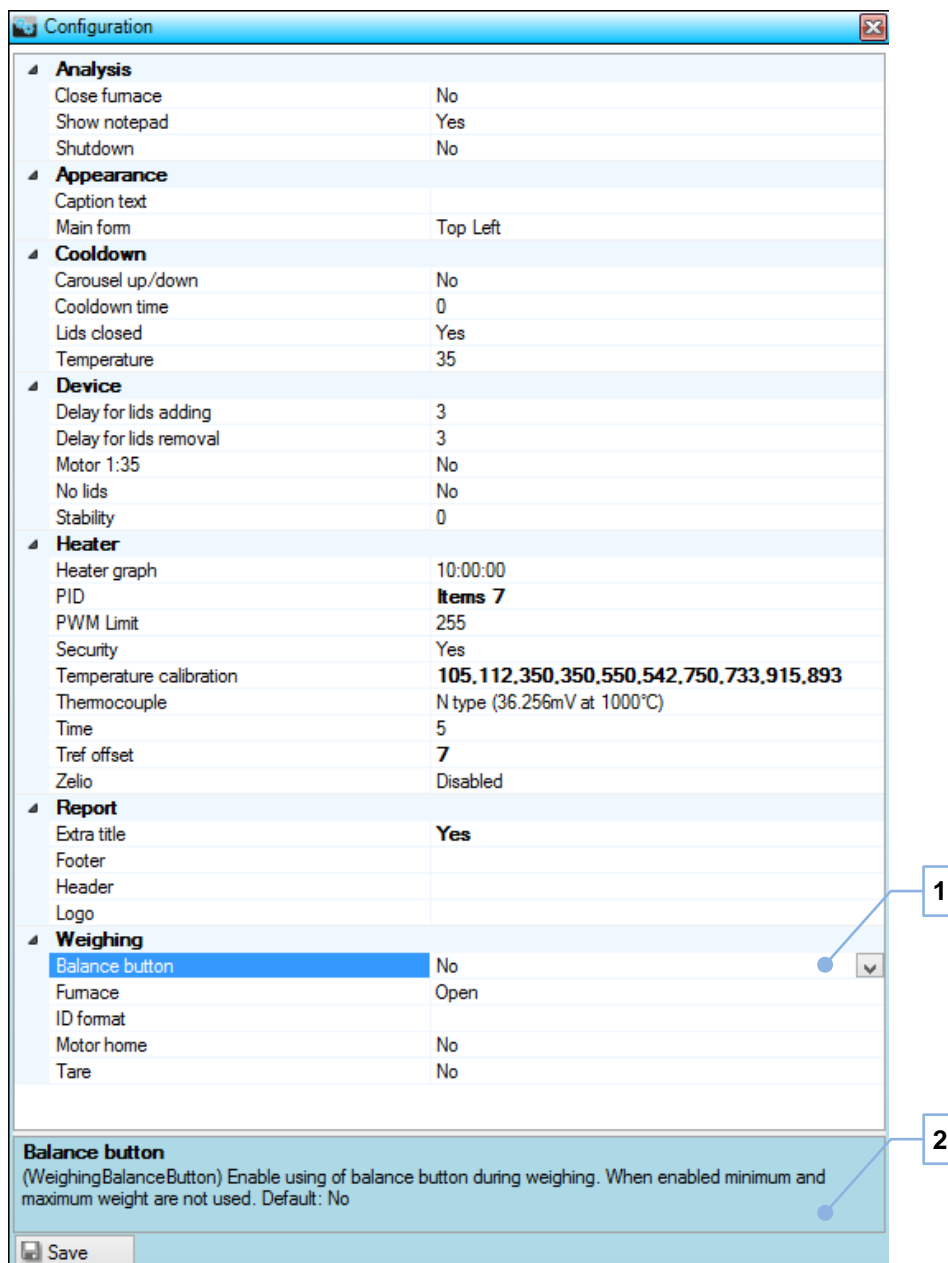 Configuration
Analysis
Close furnace No
Show notepad Yes
Shutdown No
Appearance
Caption text
Main form Top Left
Cooldown
Carousel up/down No
Cooldown time 0
Lids closed Yes
Temperature 35
Device
Delay for lids adding 3
Delay for lids removal 3
Motor 1:35 No
No lids No
Stability 0
Heater
Heater graph 10:00:00
PID Items 7
PWM Limit 255
Security Yes
Temperature calibration 105,112,350,350,550,542,750,733,915,893
Thermocouple N type (36.256mV at 1000°C)
Time 5
Tref offset 7
Zelio Disabled
Report
Extra title Yes
Footer
Header
Logo
1
Weighing
Balance button No
Furnace Open
ID format
Motor home No
Tare No
2
Balance button
(WeighingBalanceButton) Enable using of balance button during weighing. When enabled minimum and
maximum weight are not used. Default: No
Save